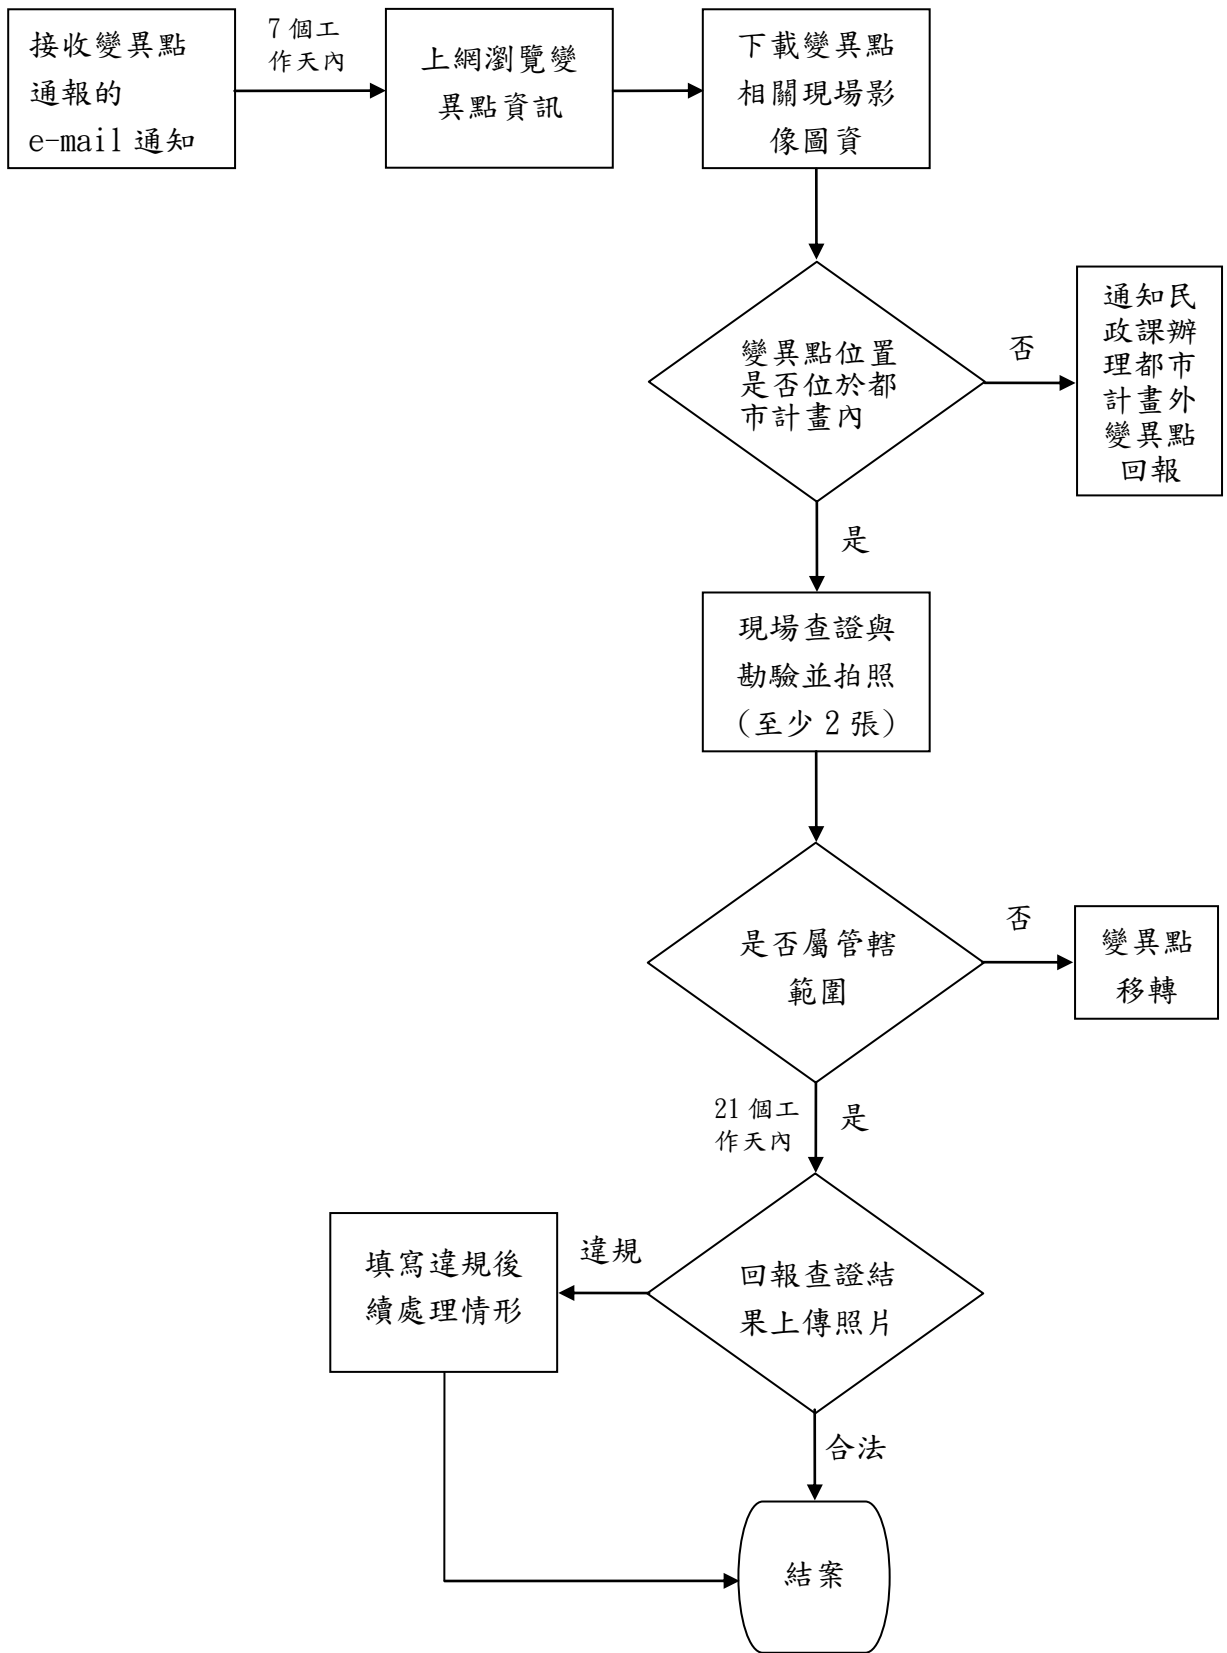 接收變異點
通報的
e-mail 通知
7 個工
作天內
上網瀏覽變
異點資訊
下載變異點
相關現場影
像圖資
變異點位置
是否位於都
市計畫內
否
通知民
政課辦
理都市
計畫外
變異點
回報
是
現場查證與
勘驗並拍照
(至少 2 張)
是否屬管轄
範圍
否
變異點
移轉
21 個工
作天內
是
回報查證結
果上傳照片
違規
填寫違規後
續處理情形
合法
結案